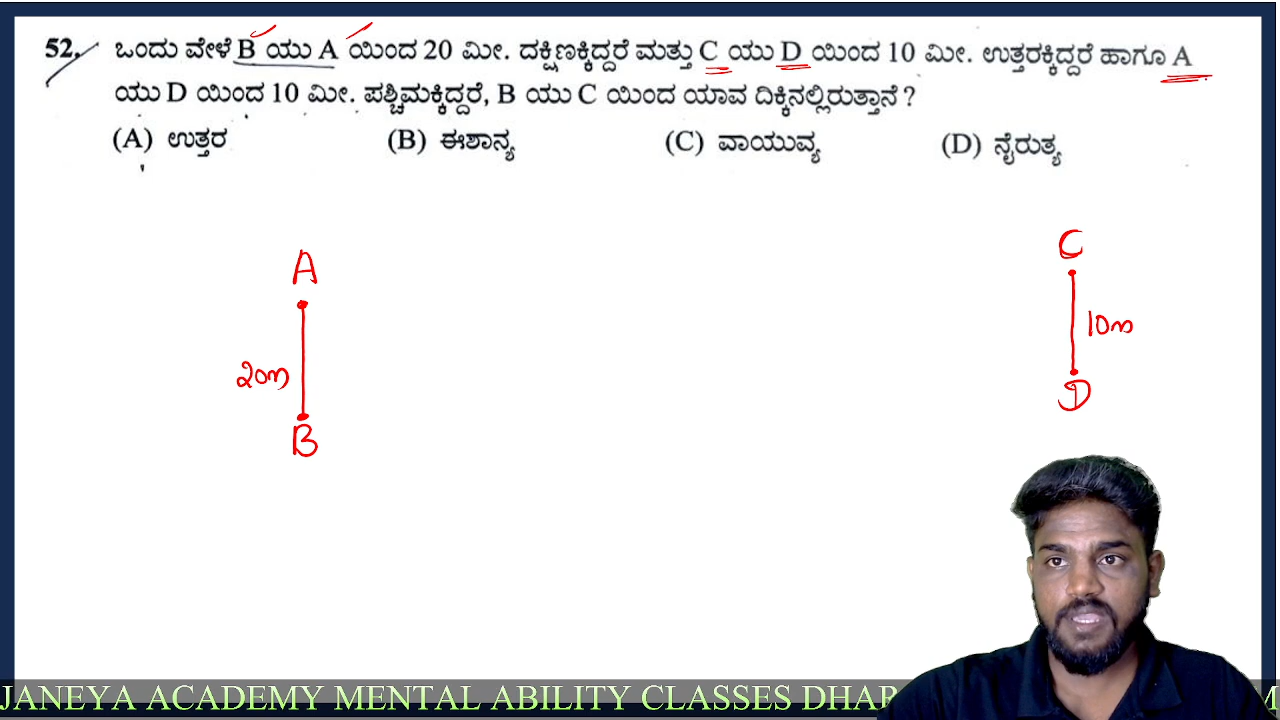 52. ಒಂದು ವೇಳೆ B ಯು A ಯಿಂದ 20 ಮೀ. ದಕ್ಷಿಣಕ್ಕಿದ್ದರೆ ಮತ್ತು C ಯು D ಯಿಂದ 10 ಮೀ. ಉತ್ತರಕ್ಕಿದ್ದರೆ ಹಾಗೂ A
ಯು D ಯಿಂದ 10 ಮೀ. ಪಶ್ಚಿಮಕ್ಕಿದ್ದರೆ, B ಯು C ಯಿಂದ ಯಾವ ದಿಕ್ಕಿನಲ್ಲಿರುತ್ತಾನೆ ?
(A) ಉತ್ತರ (B) ಈಶಾನ್ಯ (C) ವಾಯುವ್ಯ (D) ನೈರುತ್ಯ
A
20m
B
C
10m
D
JANEYA ACADEMY MENTAL ABILITY CLASSES DHAR